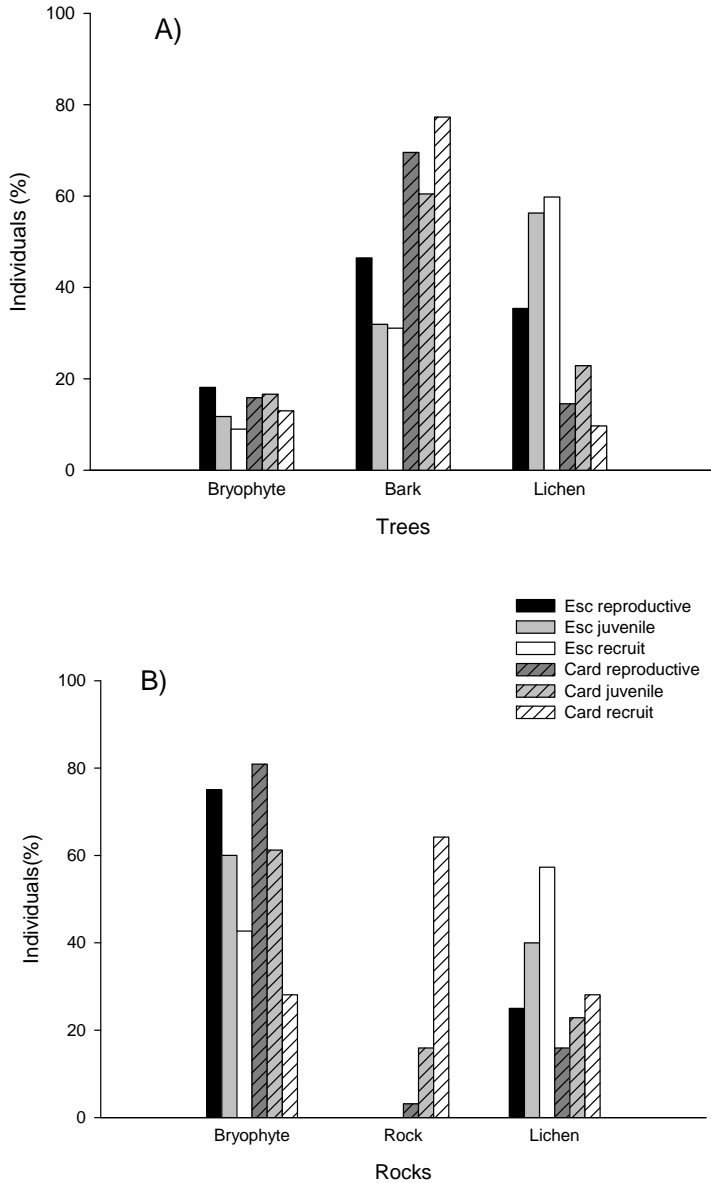 A)
100
80
60
40
20
0
Individuals (%)
Bryophyte Bark Lichen
Trees
Esc reproductive
Esc juvenile
Esc recruit
Card reproductive
Card juvenile
Card recruit
B)
100
80
60
40
20
0
Individuals(%)
Bryophyte Rock Lichen
Rocks